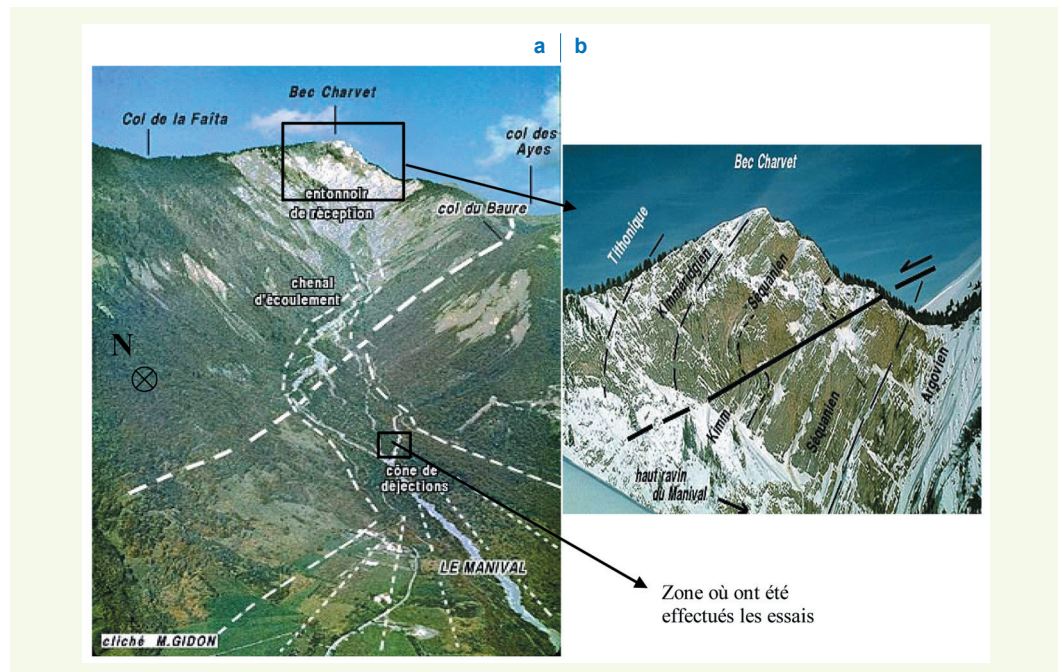 a b
Bec Charvet
Col de la Faîta
col des
Ayes
entonnoir
de réception
col du Baure
chenal
d'écoulement
N
cône de
déjections
LE MANIVAL
cliché M.GIDON
Bec Charvet
Tithonique
Kimméridgien
Séquanien
Kimm
Séquanien
Argovien
haut ravin
du Manival
Zone où ont été
effectués les essais